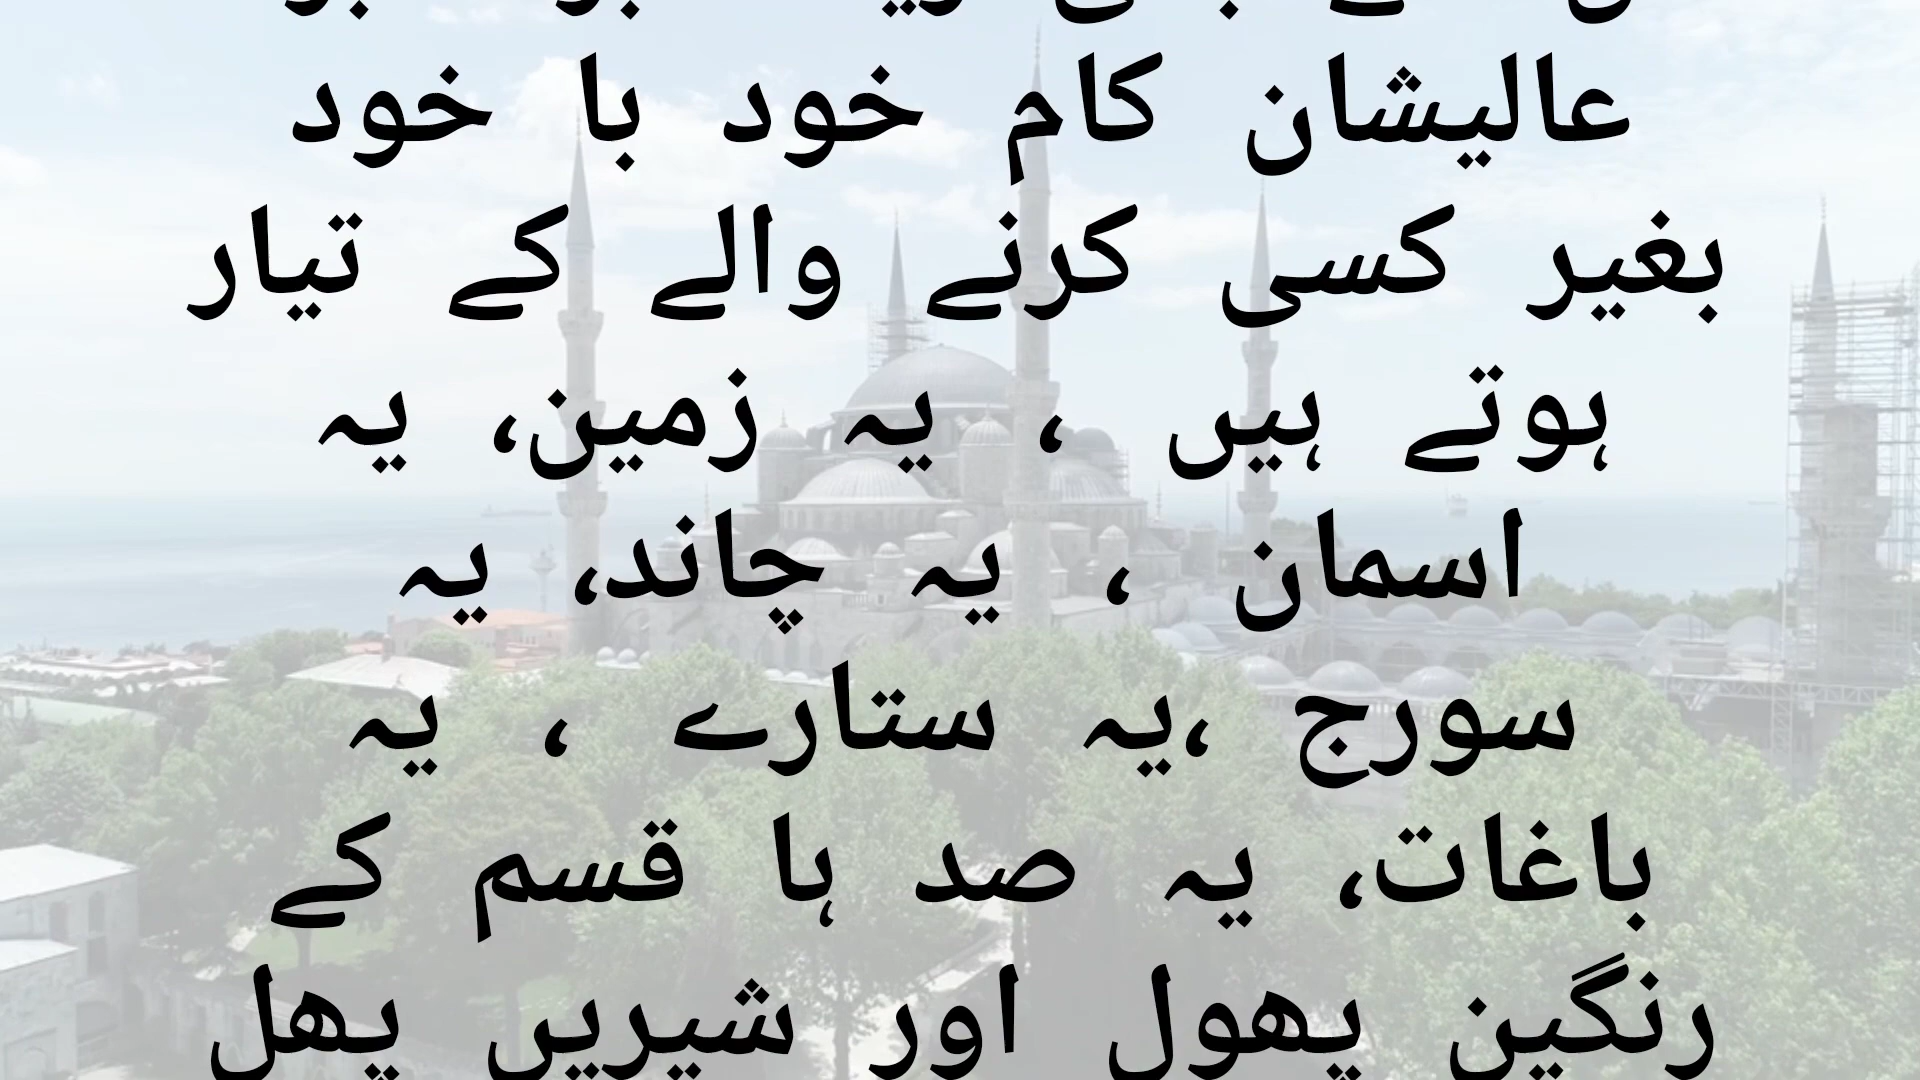 عالیشان کام خود با خود
بغیر کسی کرنے والے کے تیار
ہوتے ہیں ، یہ زمین، یہ
اسمان ، یہ چاند، یہ
سورج ،یہ ستارے ، یہ
باغات، یہ صد ہا قسم کے
رنگین پھول اور شیریں پھل